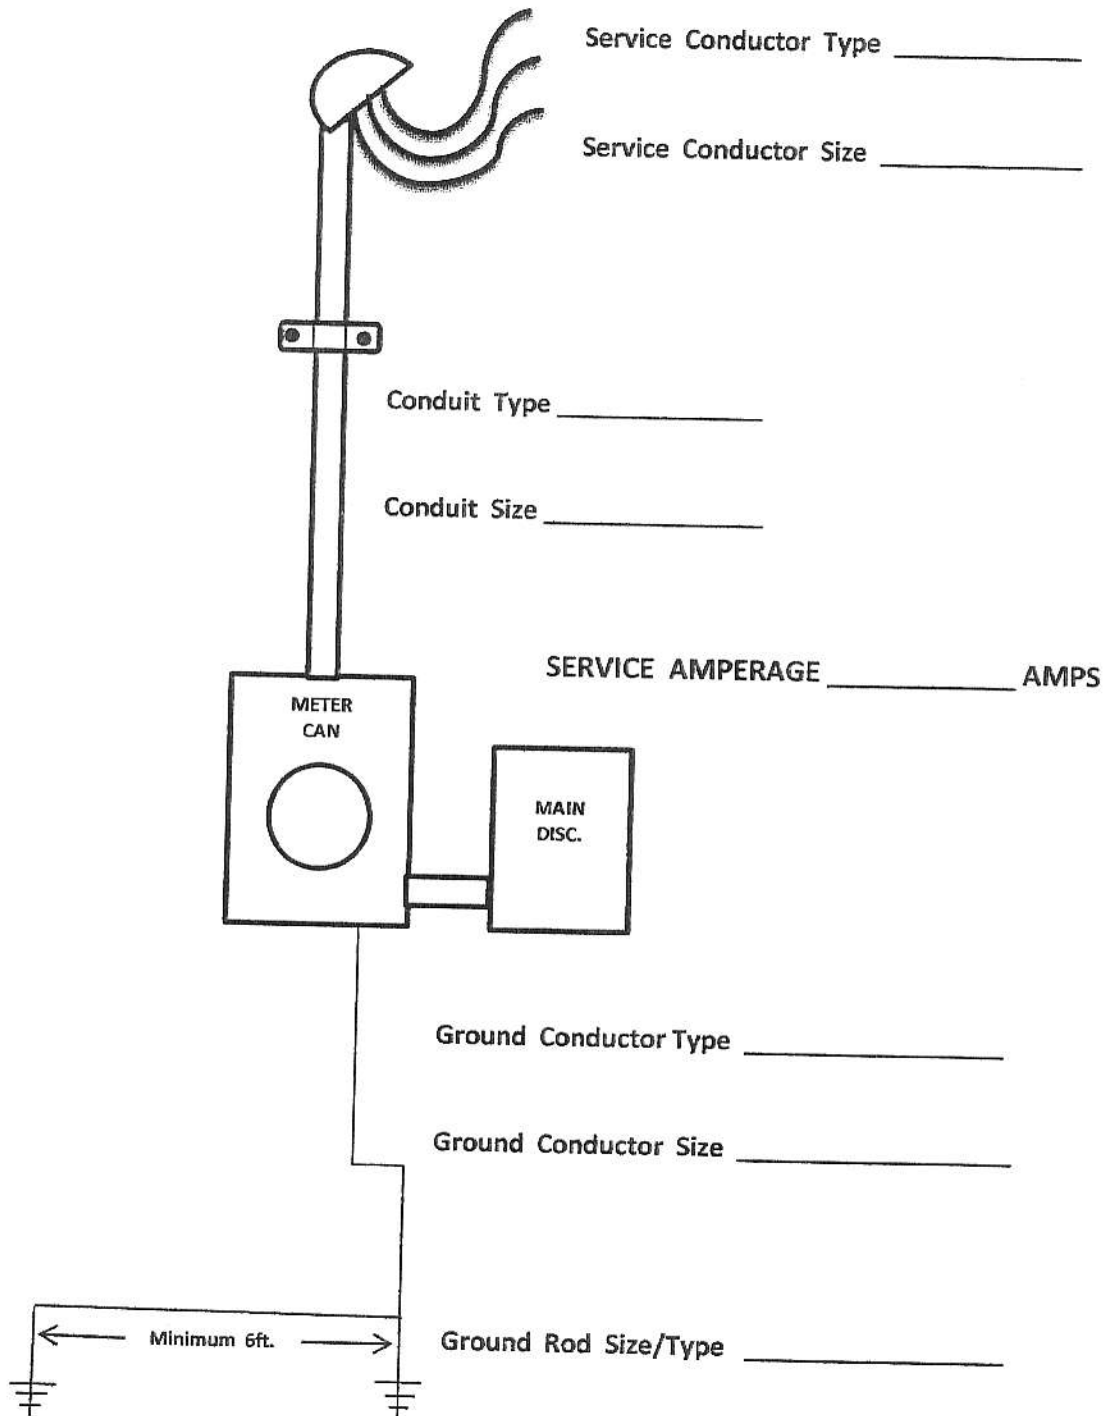 Service Conductor Type
Service Conductor Size
Conduit Type
Conduit Size
SERVICE AMPERAGE AMPS
METER
CAN
MAIN
DISC.
Ground Conductor Type
Ground Conductor Size
Minimum 6ft.
Ground Rod Size/Type